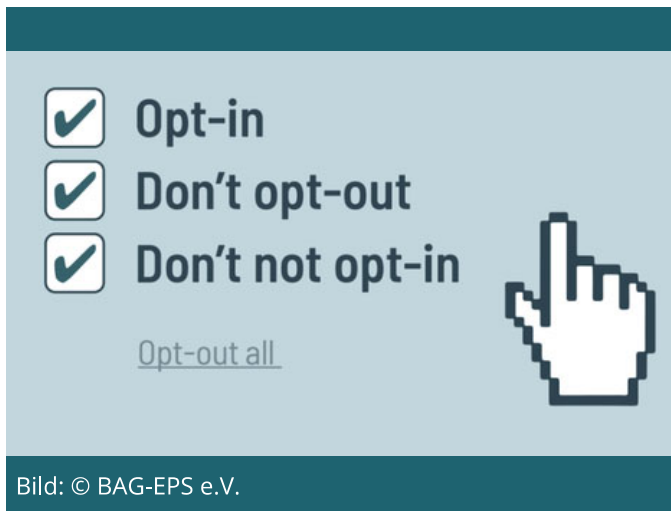 Opt-in
Don't opt-out
Don't not opt-in
Opt-out all
Bild: © BAG-EPS e.V.